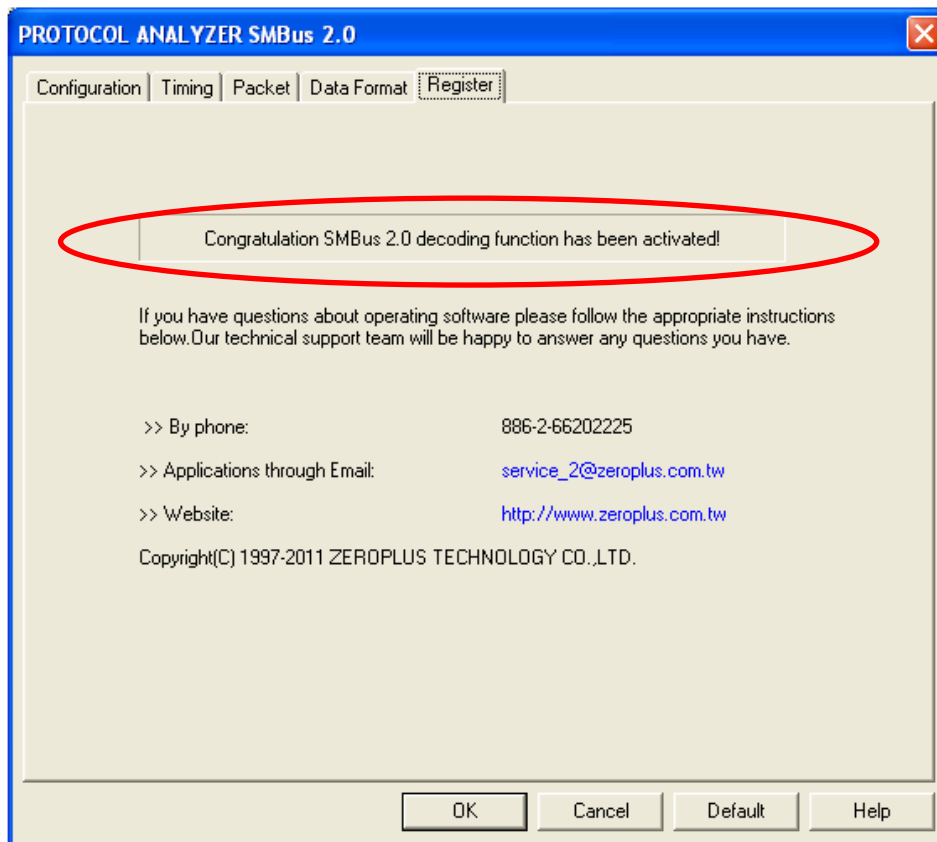 PROTOCOL ANALYZER SMBus 2.0
Configuration Timing Packet Data Format Register
Congratulation SMBus 2.0 decoding function has been activated!
If you have questions about operating software please follow the appropriate instructions
below.Our technical support team will be happy to answer any questions you have.
>> By phone: 886-2-66202225
>> Applications through Email: service_2@zeroplus.com.tw
>> Website: http://www.zeroplus.com.tw
Copyright(C) 1997-2011 ZEROPLUS TECHNOLOGY CO.,LTD.
OK Cancel Default Help